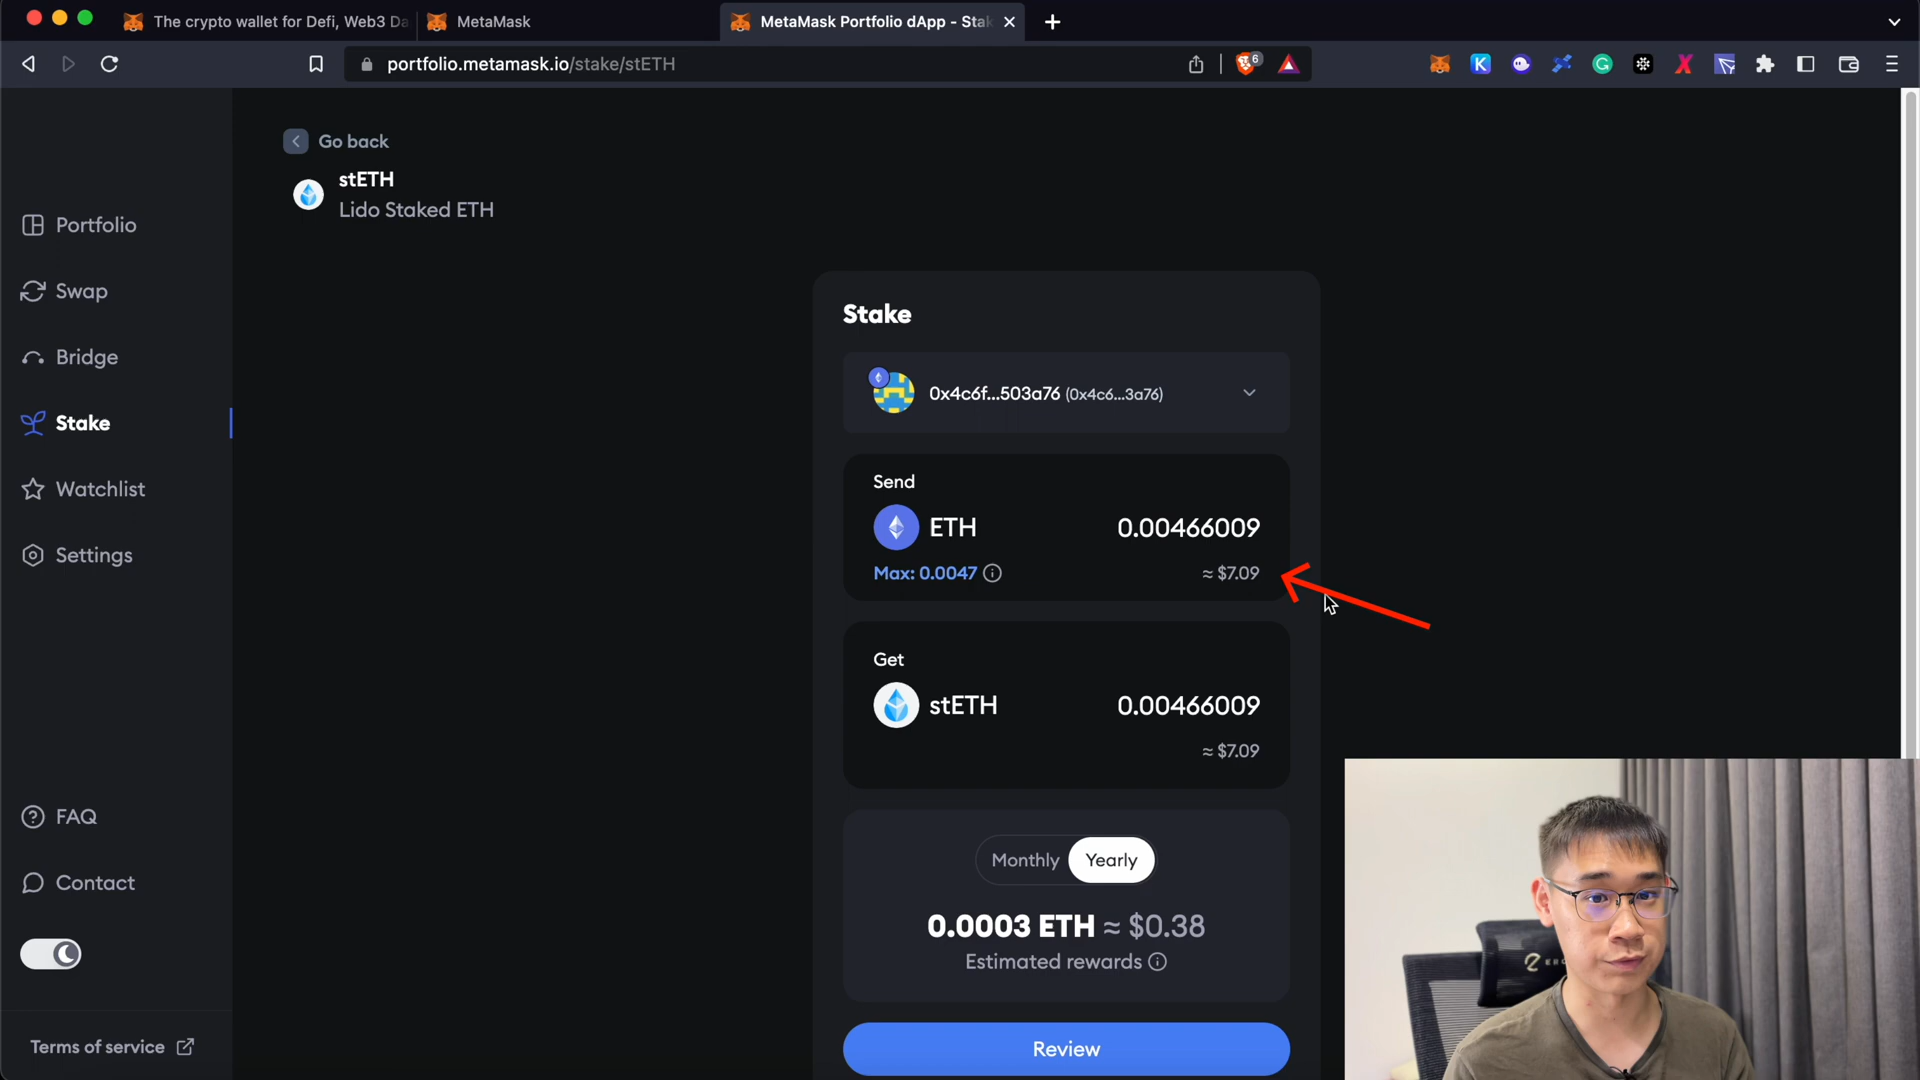 The crypto wallet for Defi, Web3 Da
MetaMask
MetaMask Portfolio dApp - Stak
portfolio.metamask.io/stake/stETH
6
Go back
stETH
Lido Staked ETH
Portfolio
Swap
Bridge
Stake
Watchlist
Settings
FAQ
Contact
Terms of service
Stake
0x4c6f...503a76 (0x4c6...3a76)
Send
ETH 0.00466009
Max: 0.0047 ≈ $7.09
Get
stETH 0.00466009
≈ $7.09
Monthly Yearly
0.0003 ETH ≈ $0.38
Estimated rewards
Review